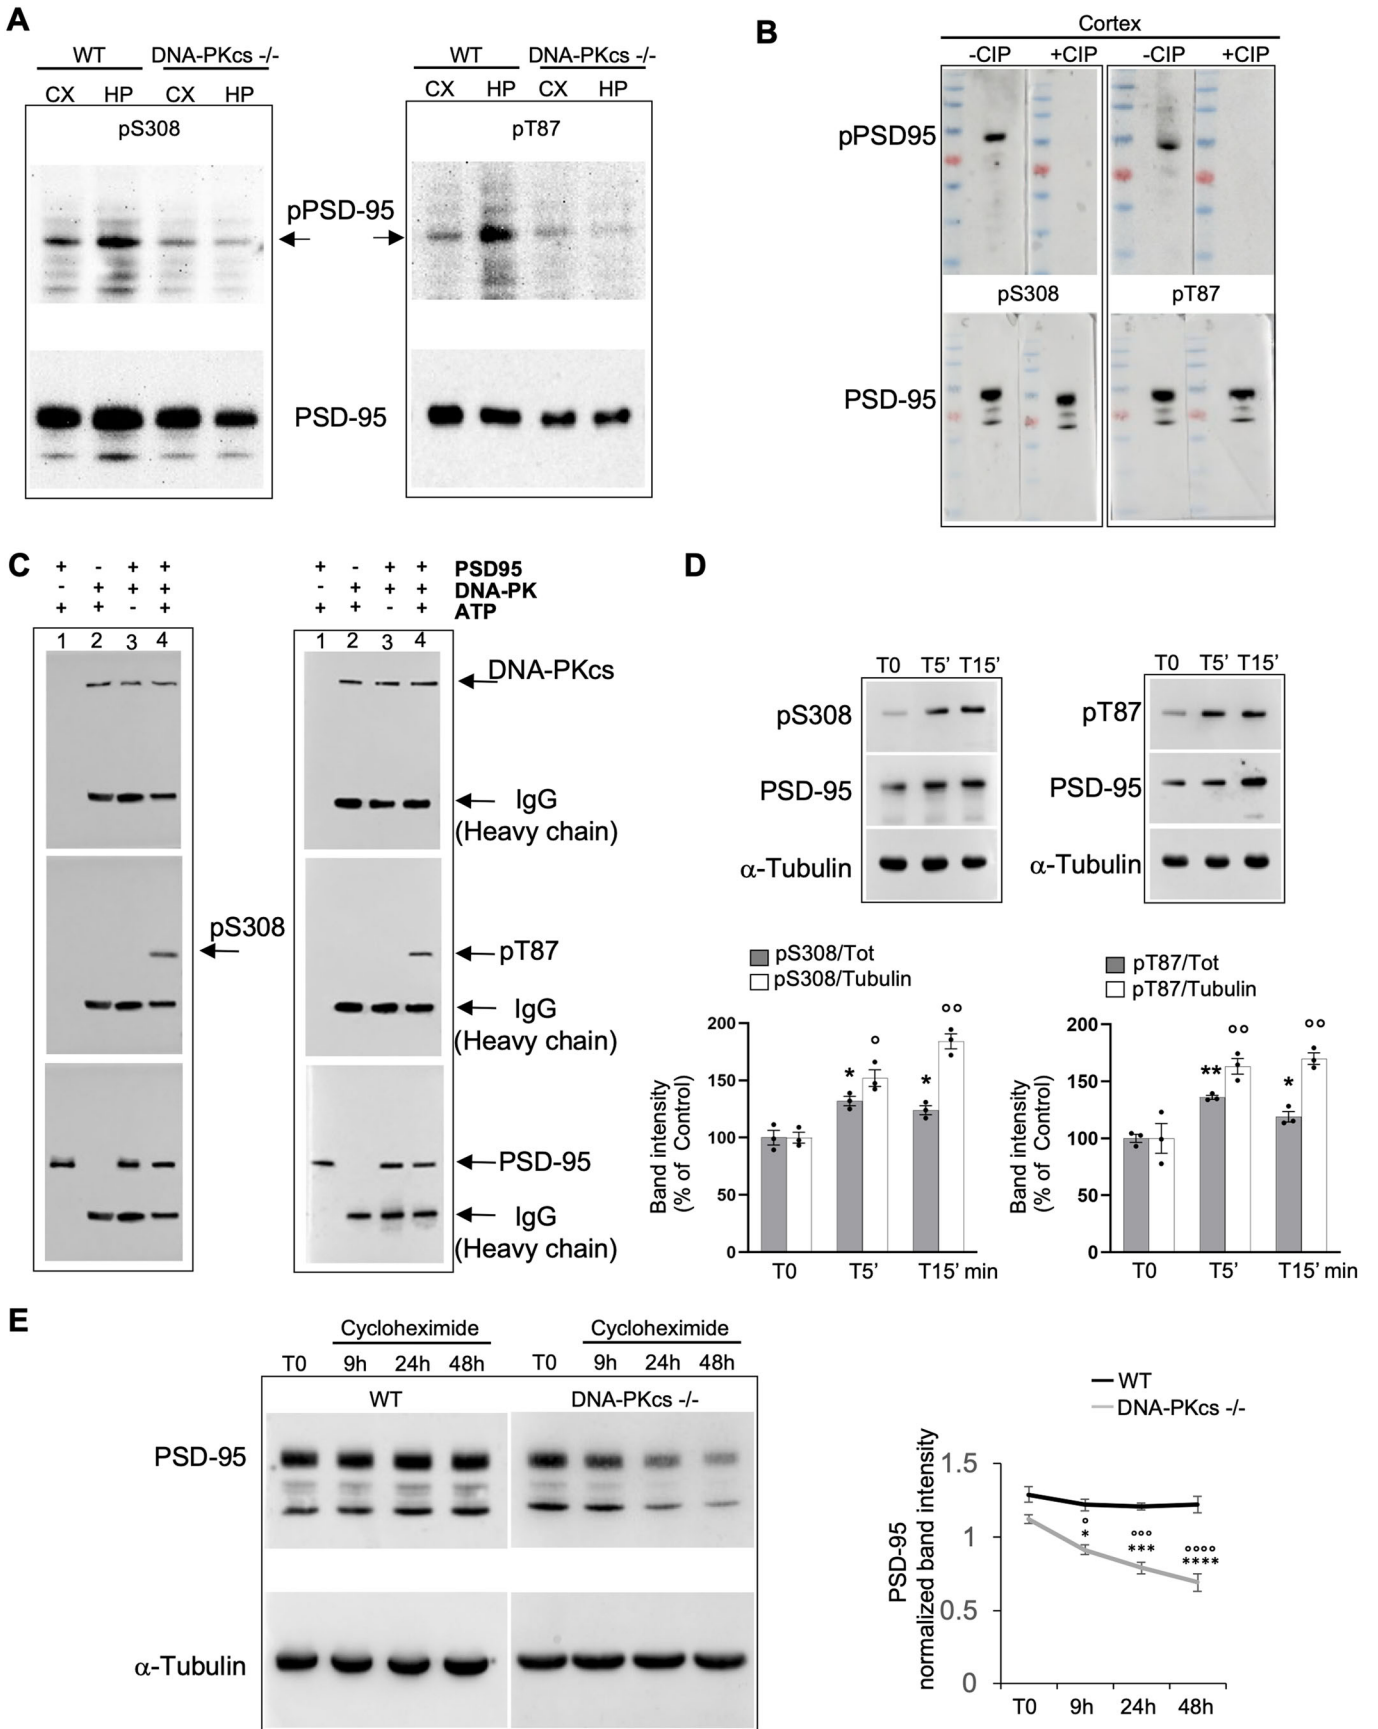 A
WT DNA-PKcs -/-
CX HP CX HP
pS308
WT DNA-PKcs -/-
CX HP CX HP
pT87
pPSD-95
PSD-95
B
Cortex
-CIP +CIP -CIP +CIP
pPSD95
pS308 pT87
PSD-95
C
+ - + +
- + + +
+ + - +
+ - + + PSD95
- + + + DNA-PK
+ + - + ATP
1 2 3 4
1 2 3 4
DNA-PKcs
IgG
(Heavy chain)
pS308
pT87
IgG
(Heavy chain)
PSD-95
IgG
(Heavy chain)
D
T0 T5’ T15’
pS308
PSD-95
α-Tubulin
T0 T5’ T15’
pT87
PSD-95
α-Tubulin
pS308/Tot
pS308/Tubulin
Band intensity
(% of Control)
200
150
100
50
0
* ° * °°
T0 T5’ T15’ min
pT87/Tot
pT87/Tubulin
Band intensity
(% of Control)
200
150
100
50
0
** °° * °°
T0 T5’ T15’ min
E
Cycloheximide Cycloheximide
T0 9h 24h 48h T0 9h 24h 48h
WT DNA-PKcs -/-
PSD-95
α-Tubulin
WT
DNA-PKcs -/-
PSD-95
normalized band intensity
1.5
1
0.5
0
° °°° °°°°
* *** ****
T0 9h 24h 48h